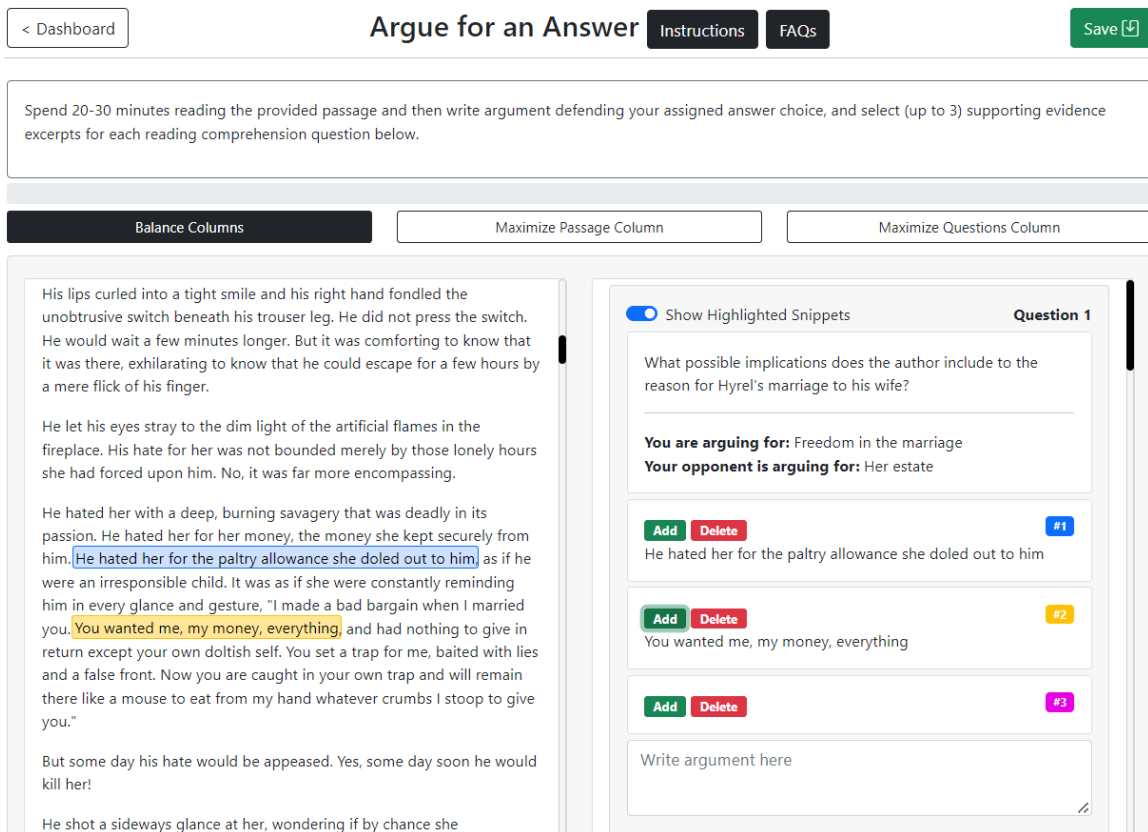 < Dashboard
Argue for an Answer
Instructions
FAQs
Save
Spend 20-30 minutes reading the provided passage and then write argument defending your assigned answer choice, and select (up to 3) supporting evidence
excerpts for each reading comprehension question below.
Balance Columns
Maximize Passage Column
Maximize Questions Column
His lips curled into a tight smile and his right hand fondled the
unobtrusive switch beneath his trouser leg. He did not press the switch.
He would wait a few minutes longer. But it was comforting to know that
it was there, exhilarating to know that he could escape for a few hours by
a mere flick of his finger.
He let his eyes stray to the dim light of the artificial flames in the
fireplace. His hate for her was not bounded merely by those lonely hours
she had forced upon him. No, it was far more encompassing.
He hated her with a deep, burning savagery that was deadly in its
passion. He hated her for her money, the money she kept securely from
him. He hated her for the paltry allowance she doled out to him, as if he
were an irresponsible child. It was as if she were constantly reminding
him in every glance and gesture, "I made a bad bargain when I married
you. You wanted me, my money, everything, and had nothing to give in
return except your own doltish self. You set a trap for me, baited with lies
and a false front. Now you are caught in your own trap and will remain
there like a mouse to eat from my hand whatever crumbs I stoop to give
you."
But some day his hate would be appeased. Yes, some day soon he would
kill her!
He shot a sideways glance at her, wondering if by chance she
Show Highlighted Snippets
Question 1
What possible implications does the author include to the
reason for Hyrel's marriage to his wife?
You are arguing for: Freedom in the marriage
Your opponent is arguing for: Her estate
Add Delete #1
He hated her for the paltry allowance she doled out to him
Add Delete #2
You wanted me, my money, everything
Add Delete #3
Write argument here